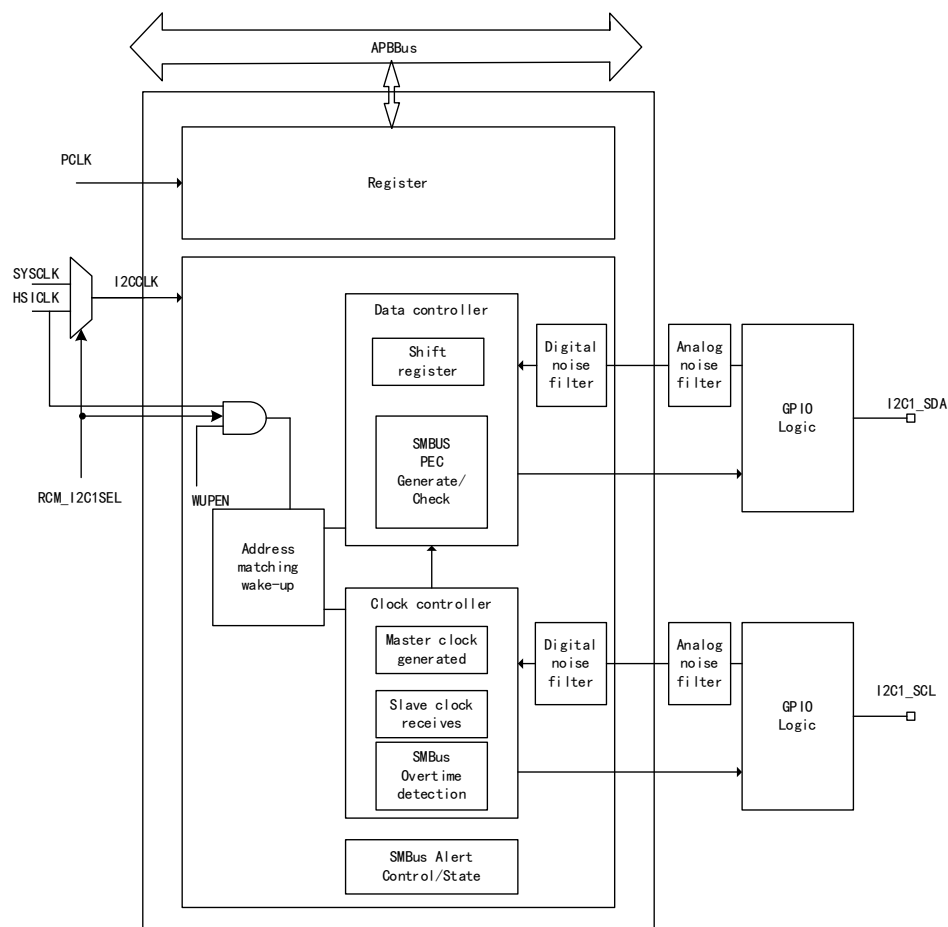 APBBus
PCLK
Register
SYSCLK
HSICLK
I2CCLK
Data controller
Shift
register
Digital
noise
filter
Analog
noise
filter
GPIO
Logic
I2C1_SDA
SMBUS
PEC
Generate/
Check
RCM_I2C1SEL
WUPEN
Address
matching
wake-up
Clock controller
Master clock
generated
Digital
noise
filter
Analog
noise
filter
GPIO
Logic
I2C1_SCL
Slave clock
receives
SMBus
Overtime
detection
SMBus Alert
Control/State